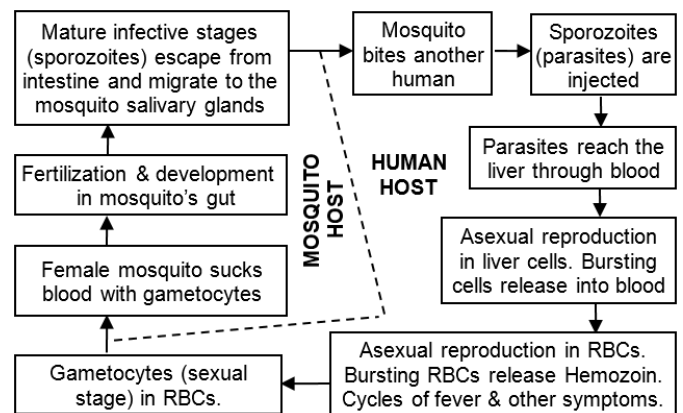 Mature infective stages
(sporozoites) escape from
intestine and migrate to the
mosquito salivary glands
Mosquito
bites another
human
Sporozoites
(parasites) are
injected
Parasites reach the
liver through blood
Asexual reproduction
in liver cells. Bursting
cells release into blood
Asexual reproduction in RBCs.
Bursting RBCs release Hemozoin.
Cycles of fever & other symptoms.
Gametocytes (sexual
stage) in RBCs.
Female mosquito sucks
blood with gametocytes
Fertilization & development
in mosquito's gut
MOSQUITO
HOST
HUMAN
HOST